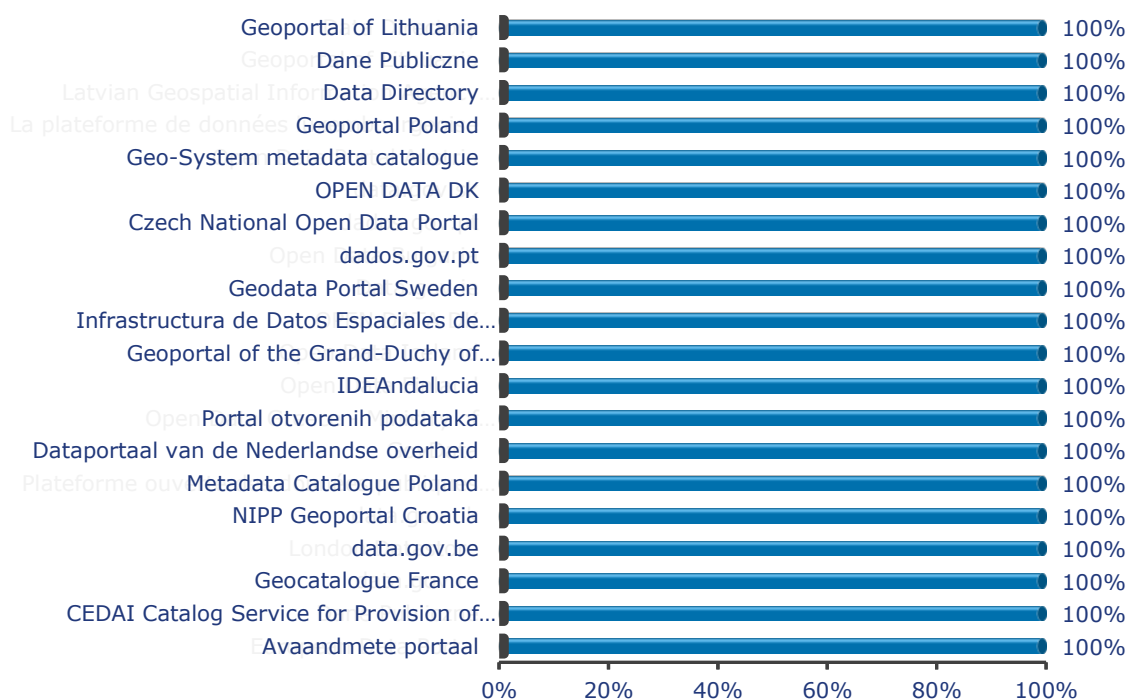 Geoportal of Lithuania 100%
Dane Publiczne 100%
Data Directory 100%
Geoportal Poland 100%
Geo-System metadata catalogue 100%
OPEN DATA DK 100%
Czech National Open Data Portal 100%
dados.gov.pt 100%
Geodata Portal Sweden 100%
Infrastructura de Datos Espaciales de… 100%
Geoportal of the Grand-Duchy of… 100%
IDEAndalucia 100%
Portal otvorenih podataka 100%
Dataportaal van de Nederlandse overheid 100%
Metadata Catalogue Poland 100%
NIPP Geoportal Croatia 100%
data.gov.be 100%
Geocatalogue France 100%
CEDAI Catalog Service for Provision of… 100%
Avaandmete portaal 100%
0% 20% 40% 60% 80% 100%